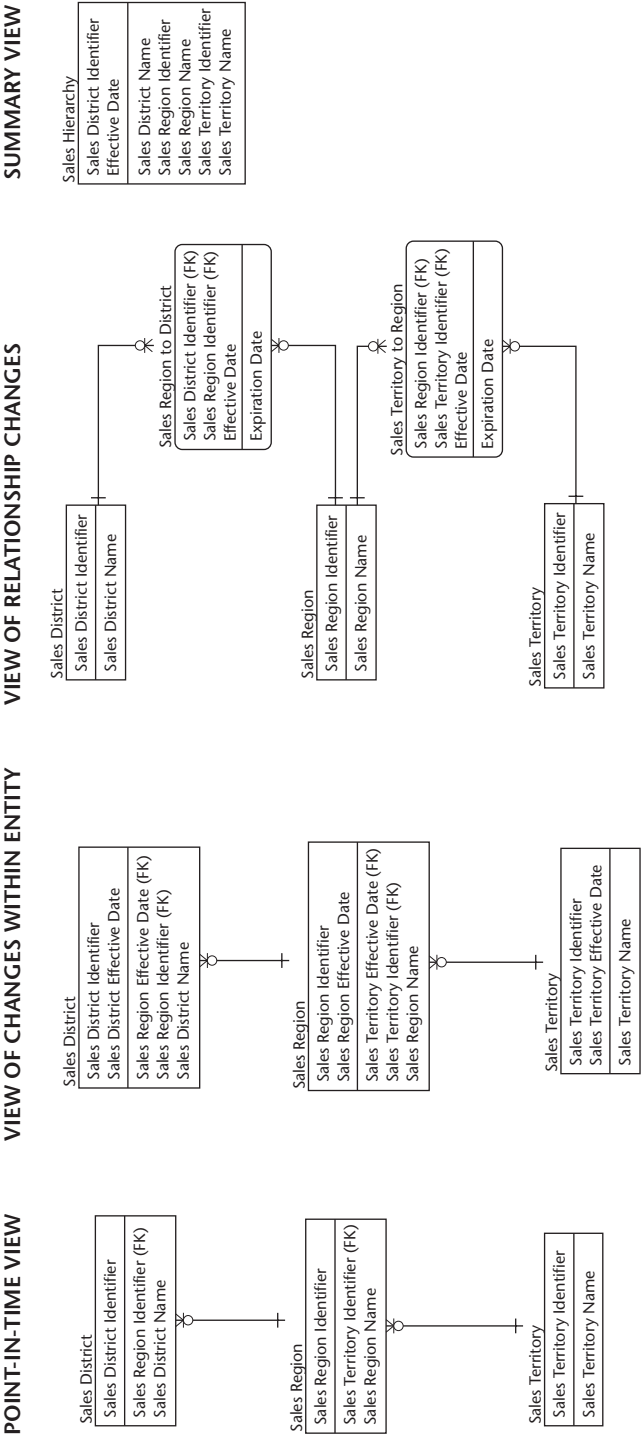 POINT-IN-TIME VIEW
Sales District
Sales District Identifier
Sales Region Identifier (FK)
Sales District Name
Sales Region
Sales Region Identifier
Sales Territory Identifier (FK)
Sales Region Name
Sales Territory
Sales Territory Identifier
Sales Territory Name
VIEW OF CHANGES WITHIN ENTITY
Sales District
Sales District Identifier
Sales District Effective Date
Sales Region Effective Date (FK)
Sales Region Identifier (FK)
Sales District Name
Sales Region
Sales Region Identifier
Sales Region Effective Date
Sales Territory Effective Date (FK)
Sales Territory Identifier (FK)
Sales Region Name
Sales Territory
Sales Territory Identifier
Sales Territory Effective Date
Sales Territory Name
VIEW OF RELATIONSHIP CHANGES
Sales District
Sales District Identifier
Sales District Name
Sales Region to District
Sales District Identifier (FK)
Sales Region Identifier (FK)
Effective Date
Expiration Date
Sales Region
Sales Region Identifier
Sales Region Name
Sales Territory to Region
Sales Region Identifier (FK)
Sales Territory Identifier (FK)
Effective Date
Expiration Date
Sales Territory
Sales Territory Identifier
Sales Territory Name
SUMMARY VIEW
Sales Hierarchy
Sales District Identifier
Effective Date
Sales District Name
Sales Region Identifier
Sales Region Name
Sales Territory Identifier
Sales Territory Name